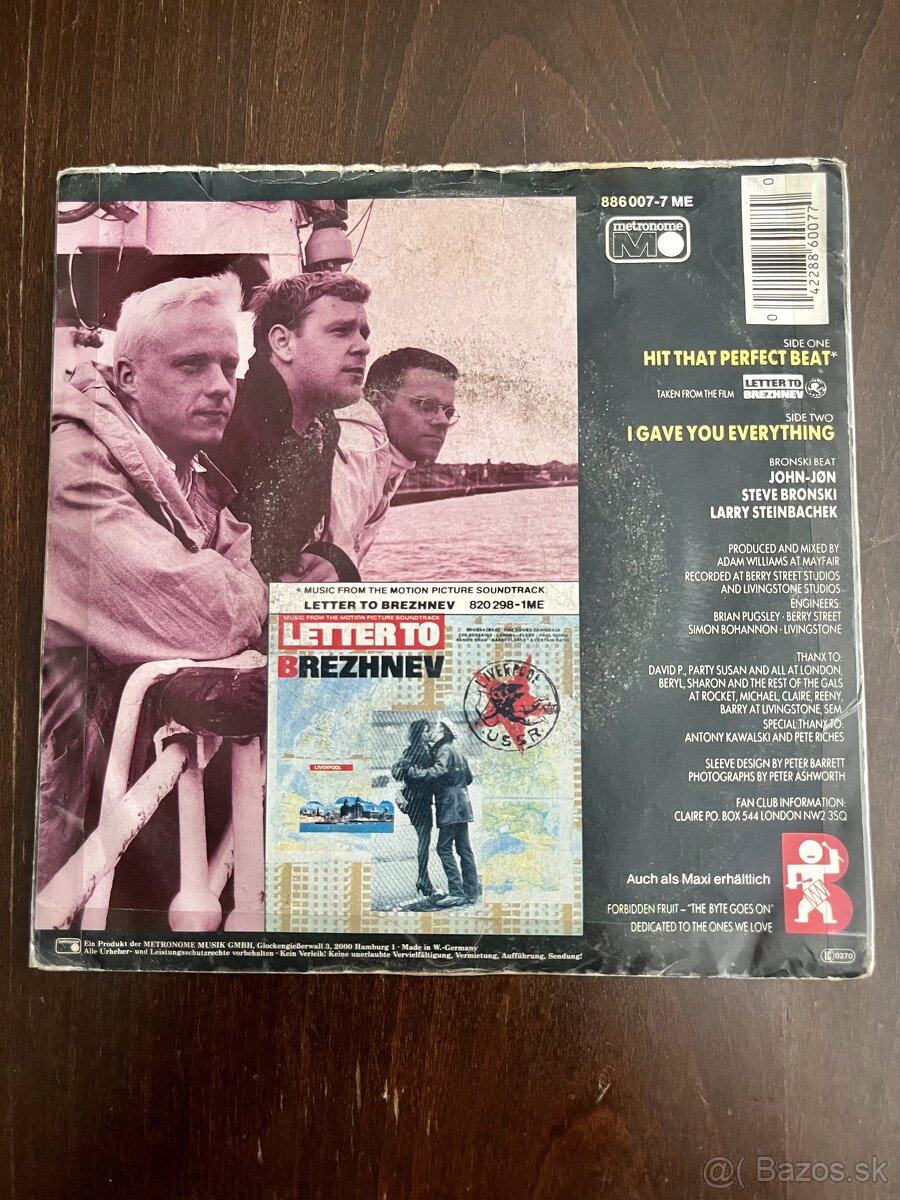 886 007-7 ME
metronome
0
42288 60077
0
SIDE ONE
HIT THAT PERFECT BEAT*
TAKEN FROM THE FILM LETTER TO BREZHNEV
SIDE TWO
I GAVE YOU EVERYTHING
BRONSKI BEAT
JOHN-JØN
STEVE BRONSKI
LARRY STEINBACHEK
PRODUCED AND MIXED BY
ADAM WILLIAMS AT MAYFAIR
RECORDED AT BERRY STREET STUDIOS
AND LIVINGSTONE STUDIOS
ENGINEERS:
BRIAN PUGSLEY · BERRY STREET
SIMON BOHANNON · LIVINGSTONE
THANX TO:
DAVID P., PARTY SUSAN AND ALL AT LONDON,
BERYL, SHARON AND THE REST OF THE GALS
AT ROCKET, MICHAEL, CLAIRE, REENY,
BARRY AT LIVINGSTONE, SEM.
SPECIAL THANX TO:
ANTONY KAWALSKI AND PETE RICHES
SLEEVE DESIGN BY PETER BARRETT
PHOTOGRAPHS BY PETER ASHWORTH
FAN CLUB INFORMATION:
CLAIRE P.O. BOX 544 LONDON NW2 3SQ
Auch als Maxi erhältlich
FORBIDDEN FRUIT – "THE BYTE GOES ON"
DEDICATED TO THE ONES WE LOVE
LC 0270
* MUSIC FROM THE MOTION PICTURE SOUNDTRACK
LETTER TO BREZHNEV 820 298-1ME
MUSIC FROM THE MOTION PICTURE SOUNDTRACK
LETTER TO
BREZHNEV
LIVERPOOL
USSR
LIVERPOOL
Ein Produkt der METRONOME MUSIK GMBH, Glockengießerwall 3, 2000 Hamburg 1 · Made in W.-Germany
Alle Urheber- und Leistungsschutzrechte vorbehalten · Kein Verleih! Keine unerlaubte Vervielfältigung, Vermietung, Aufführung, Sendung!
@( Bazos.sk